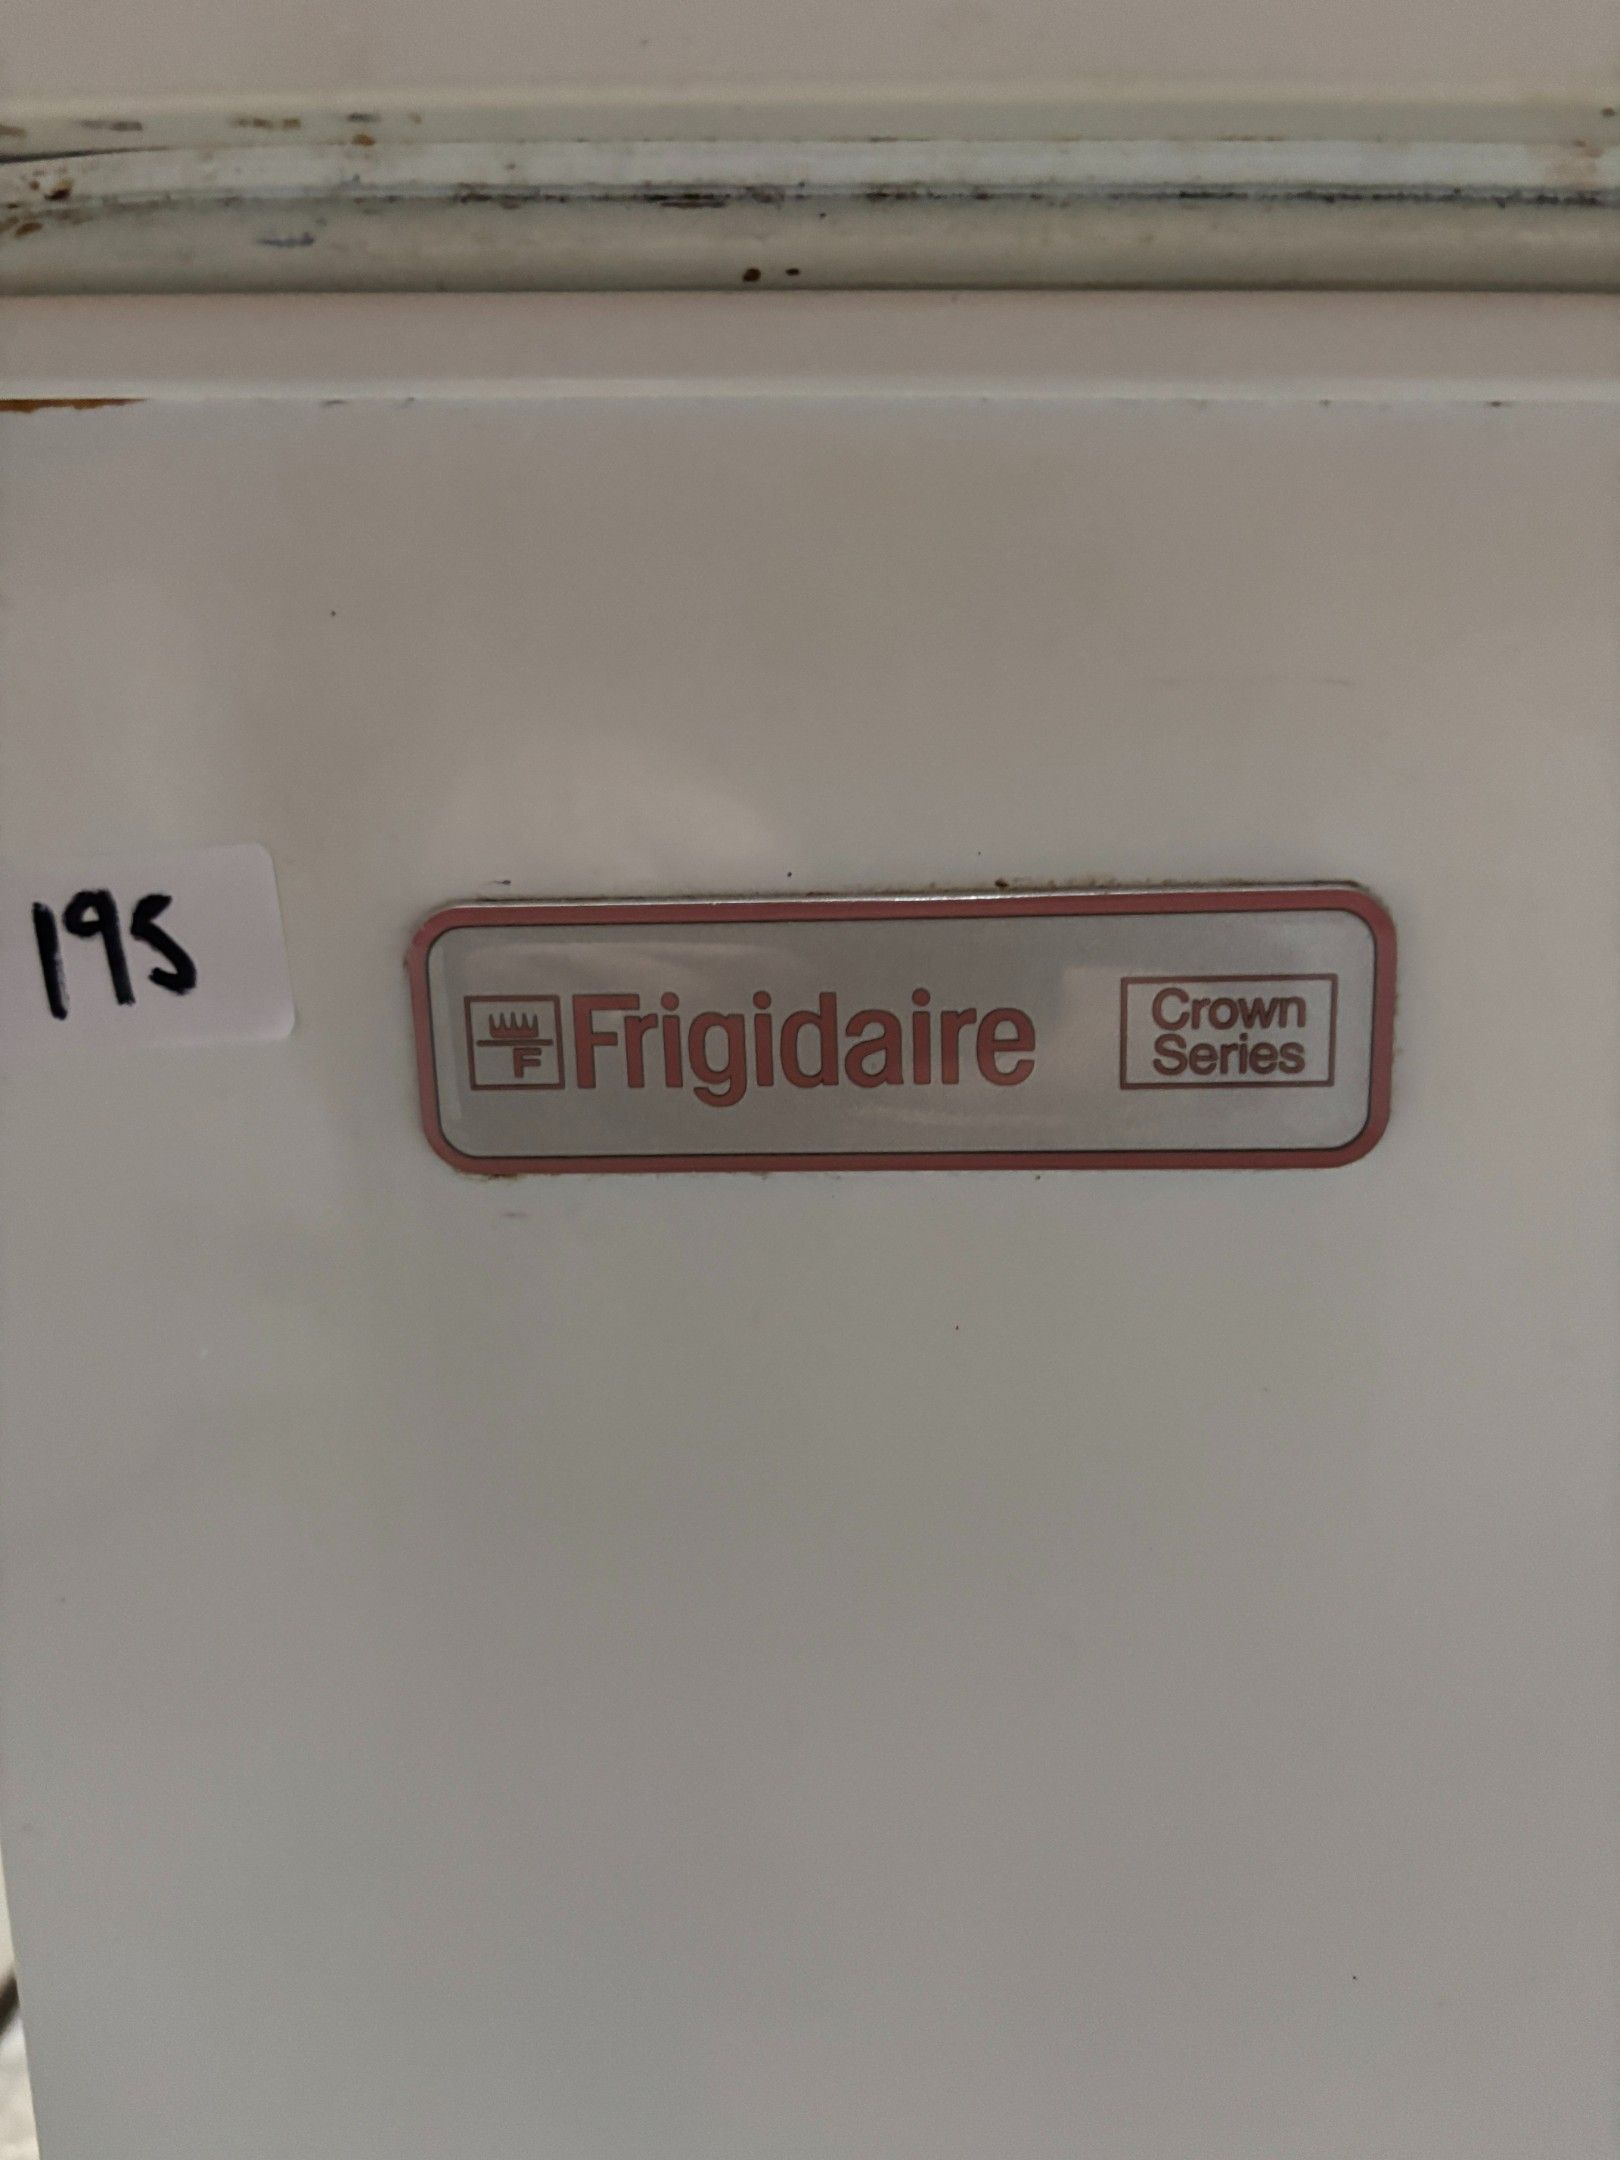 195
F
Frigidaire
Crown
Series